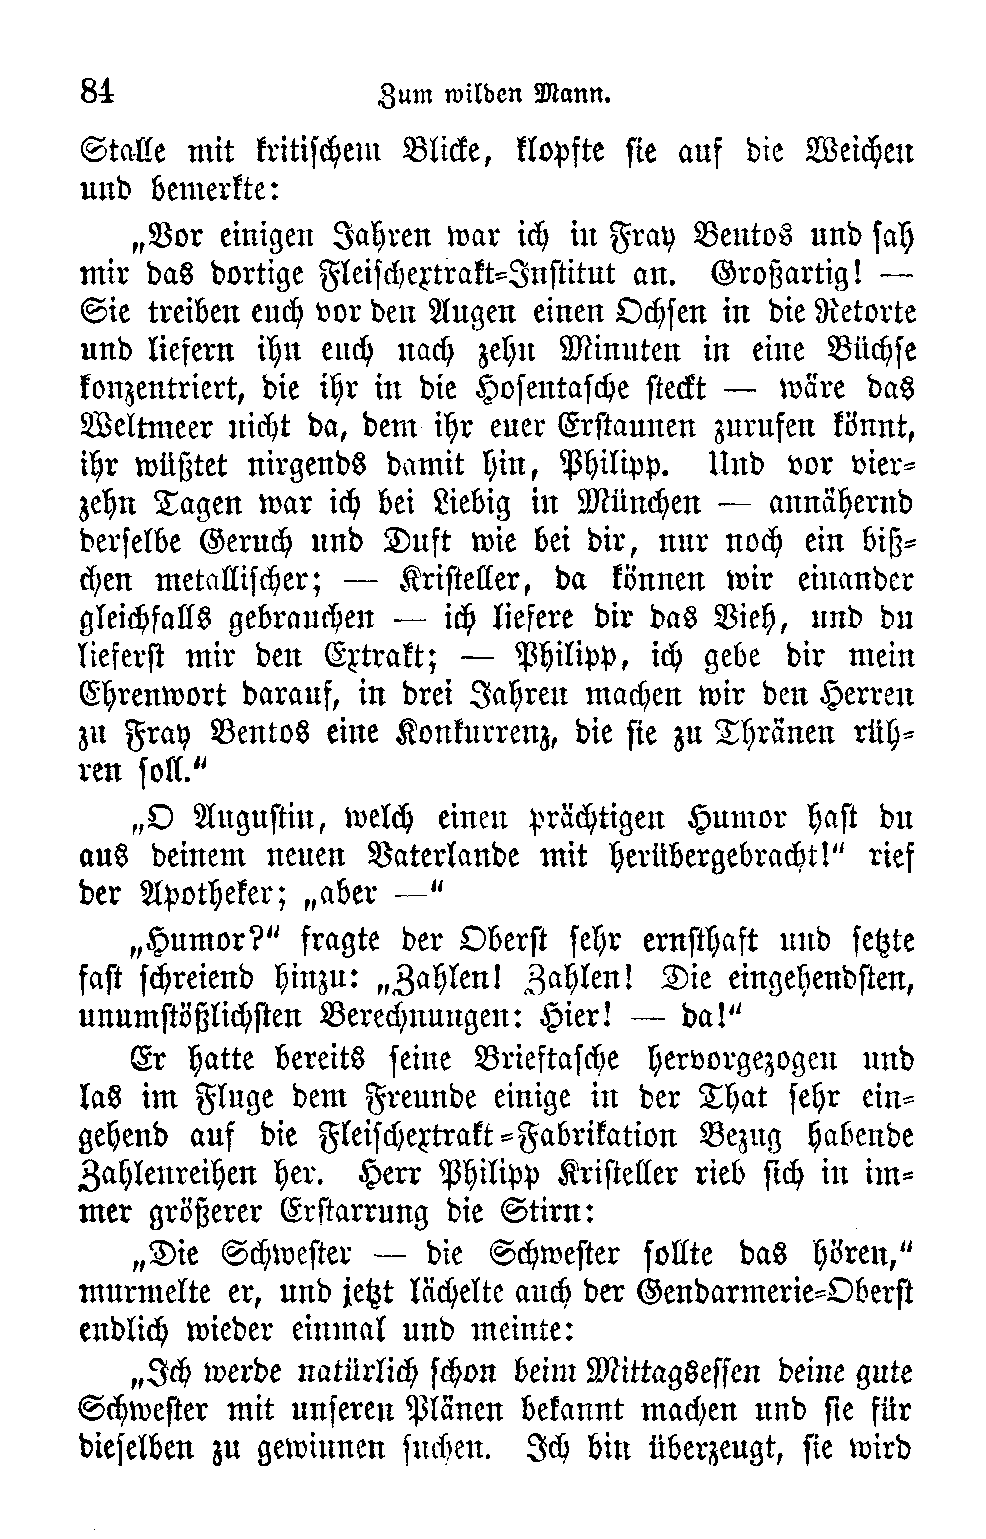 84 Zum wilden Mann.
Stalle mit kritischem Blicke, klopfte sie auf die Weichen
und bemerkte:
„Vor einigen Jahren war ich in Fray Bentos und sah
mir das dortige Fleischextrakt-Institut an. Großartig! —
Sie treiben euch vor den Augen einen Ochsen in die Retorte
und liefern ihn euch nach zehn Minuten in eine Büchse
konzentriert, die ihr in die Hosentasche steckt — wäre das
Weltmeer nicht da, dem ihr euer Erstaunen zurufen könnt,
ihr wüßtet nirgends damit hin, Philipp. Und vor vier-
zehn Tagen war ich bei Liebig in München — annähernd
derselbe Geruch und Duft wie bei dir, nur noch ein biß-
chen metallischer; — Kristeller, da können wir einander
gleichfalls gebrauchen — ich liefere dir das Vieh, und du
lieferst mir den Extrakt; — Philipp, ich gebe dir mein
Ehrenwort darauf, in drei Jahren machen wir den Herren
zu Fray Bentos eine Konkurrenz, die sie zu Thränen rüh-
ren soll.“
„O Augustin, welch einen prächtigen Humor hast du
aus deinem neuen Vaterlande mit herübergebracht!“ rief
der Apotheker; „aber —“
„Humor?“ fragte der Oberst sehr ernsthaft und setzte
fast schreiend hinzu: „Zahlen! Zahlen! Die eingehendsten,
unumstößlichsten Berechnungen: Hier! — da!“
Er hatte bereits seine Brieftasche hervorgezogen und
las im Fluge dem Freunde einige in der That sehr ein-
gehend auf die Fleischextrakt-Fabrikation Bezug habende
Zahlenreihen her. Herr Philipp Kristeller rieb sich in im-
mer größerer Erstarrung die Stirn:
„Die Schwester — die Schwester sollte das hören,“
murmelte er, und jetzt lächelte auch der Gendarmerie-Oberst
endlich wieder einmal und meinte:
„Ich werde natürlich schon beim Mittagsessen deine gute
Schwester mit unseren Plänen bekannt machen und sie für
dieselben zu gewinnen suchen. Ich bin überzeugt, sie wird